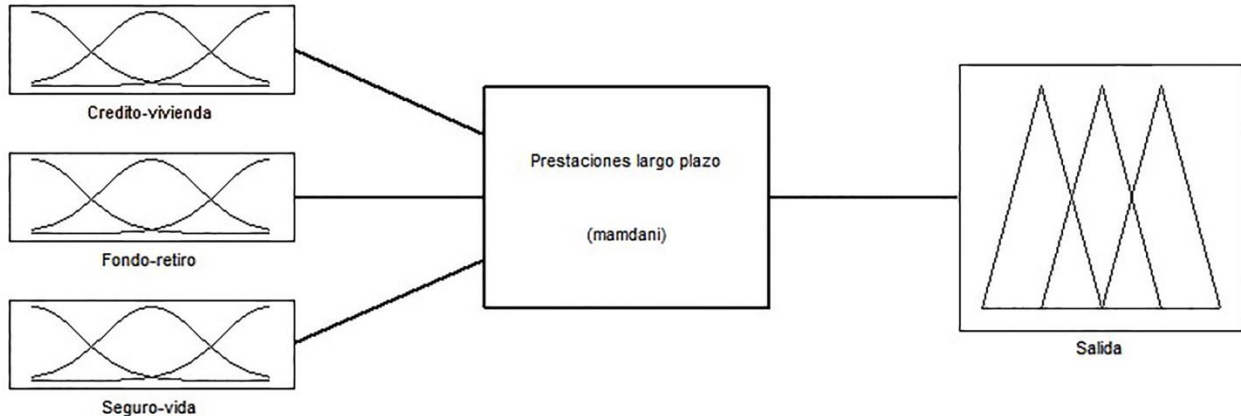 Credito-vivienda
Fondo-retiro
Seguro-vida
Prestaciones largo plazo
(mamdani)
Salida